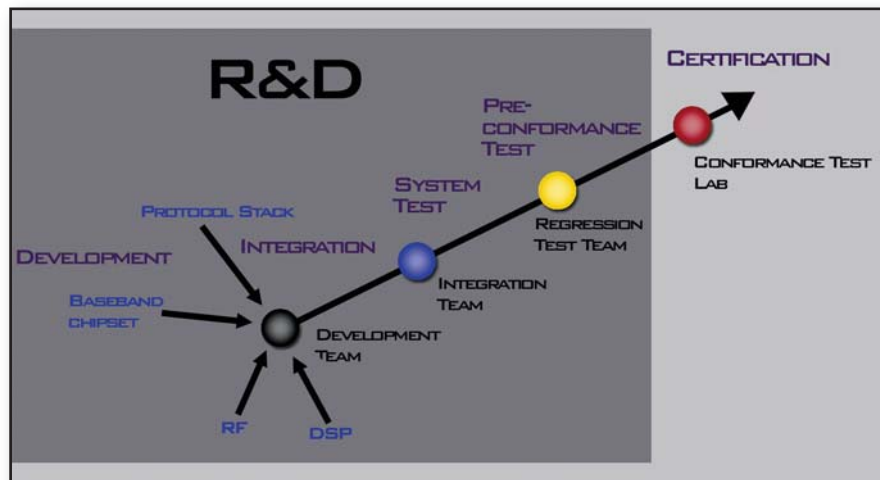 R&D
CERTIFICATION
PRE-
CONFORMANCE
TEST
CONFORMANCE TEST
LAB
SYSTEM
TEST
PROTOCOL STACK
REGRESSION
TEST TEAM
DEVELOPMENT
INTEGRATION
INTEGRATION
TEAM
BASEBAND
CHIPSET
DEVELOPMENT
TEAM
RF
DSP